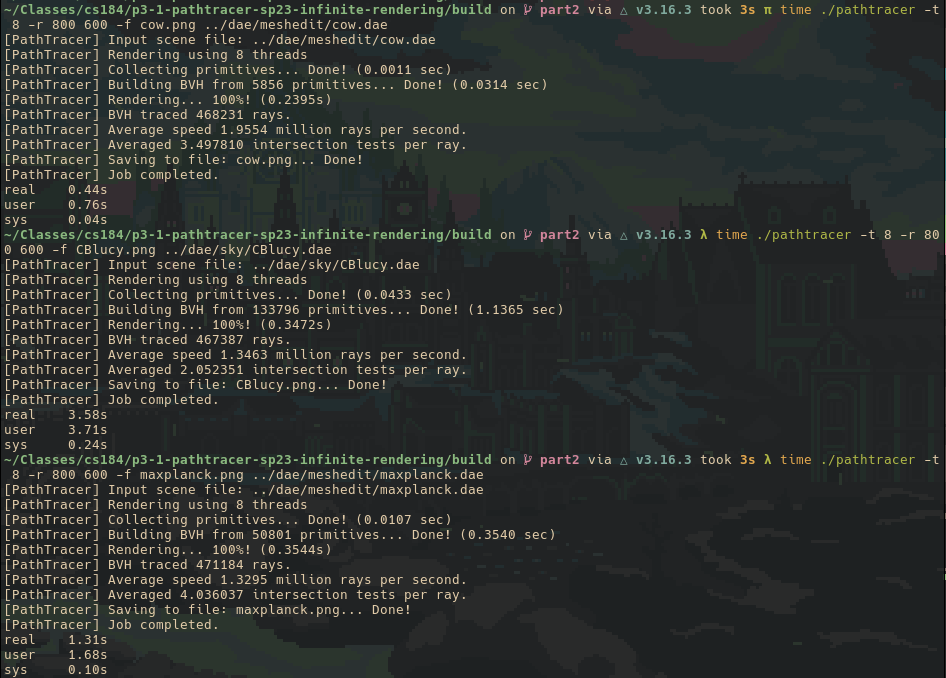 ~/Classes/cs184/p3-1-pathtracer-sp23-infinite-rendering/build on  part2 via △ v3.16.3 took 3s π time ./pathtracer -t
 8 -r 800 600 -f cow.png ../dae/meshedit/cow.dae
[PathTracer] Input scene file: ../dae/meshedit/cow.dae
[PathTracer] Rendering using 8 threads
[PathTracer] Collecting primitives... Done! (0.0011 sec)
[PathTracer] Building BVH from 5856 primitives... Done! (0.0314 sec)
[PathTracer] Rendering... 100%! (0.2395s)
[PathTracer] BVH traced 468231 rays.
[PathTracer] Average speed 1.9554 million rays per second.
[PathTracer] Averaged 3.497810 intersection tests per ray.
[PathTracer] Saving to file: cow.png... Done!
[PathTracer] Job completed.
real    0.44s
user    0.76s
sys     0.04s
~/Classes/cs184/p3-1-pathtracer-sp23-infinite-rendering/build on  part2 via △ v3.16.3 λ time ./pathtracer -t 8 -r 80
0 600 -f CBlucy.png ../dae/sky/CBlucy.dae
[PathTracer] Input scene file: ../dae/sky/CBlucy.dae
[PathTracer] Rendering using 8 threads
[PathTracer] Collecting primitives... Done! (0.0433 sec)
[PathTracer] Building BVH from 133796 primitives... Done! (1.1365 sec)
[PathTracer] Rendering... 100%! (0.3472s)
[PathTracer] BVH traced 467387 rays.
[PathTracer] Average speed 1.3463 million rays per second.
[PathTracer] Averaged 2.052351 intersection tests per ray.
[PathTracer] Saving to file: CBlucy.png... Done!
[PathTracer] Job completed.
real    3.58s
user    3.71s
sys     0.24s
~/Classes/cs184/p3-1-pathtracer-sp23-infinite-rendering/build on  part2 via △ v3.16.3 took 3s λ time ./pathtracer -t
 8 -r 800 600 -f maxplanck.png ../dae/meshedit/maxplanck.dae
[PathTracer] Input scene file: ../dae/meshedit/maxplanck.dae
[PathTracer] Rendering using 8 threads
[PathTracer] Collecting primitives... Done! (0.0107 sec)
[PathTracer] Building BVH from 50801 primitives... Done! (0.3540 sec)
[PathTracer] Rendering... 100%! (0.3544s)
[PathTracer] BVH traced 471184 rays.
[PathTracer] Average speed 1.3295 million rays per second.
[PathTracer] Averaged 4.036037 intersection tests per ray.
[PathTracer] Saving to file: maxplanck.png... Done!
[PathTracer] Job completed.
real    1.31s
user    1.68s
sys     0.10s